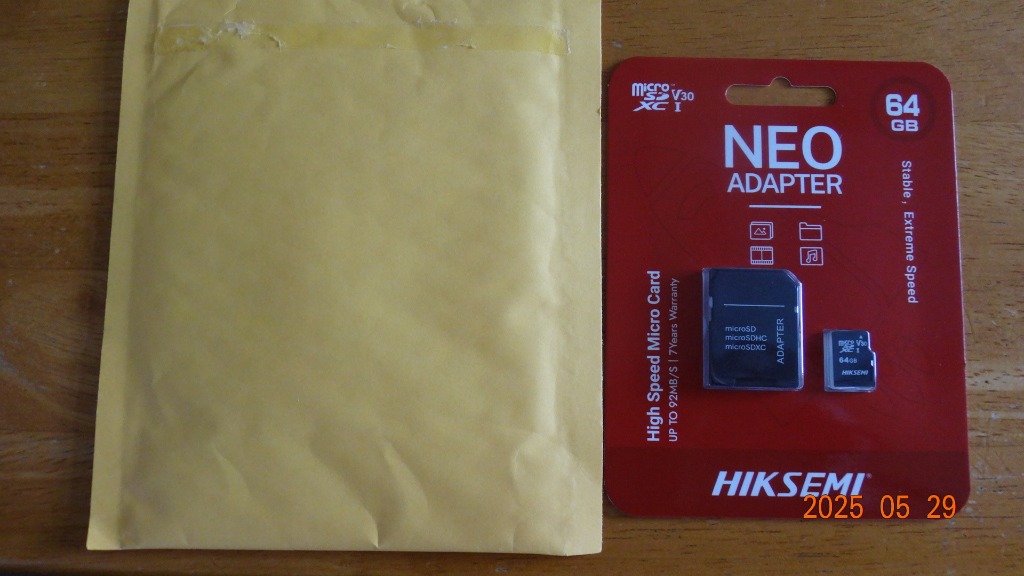 micro
SD
XC I V30
64
GB
NEO
ADAPTER
Stable, Extreme Speed
High Speed Micro Card
UP TO 92MB/S | 7Years Warranty
microSD
microSDHC
microSDXC
ADAPTER
micro
SD
XC I V30
64GB
HIKSEMI
HIKSEMI®
2025 05 29